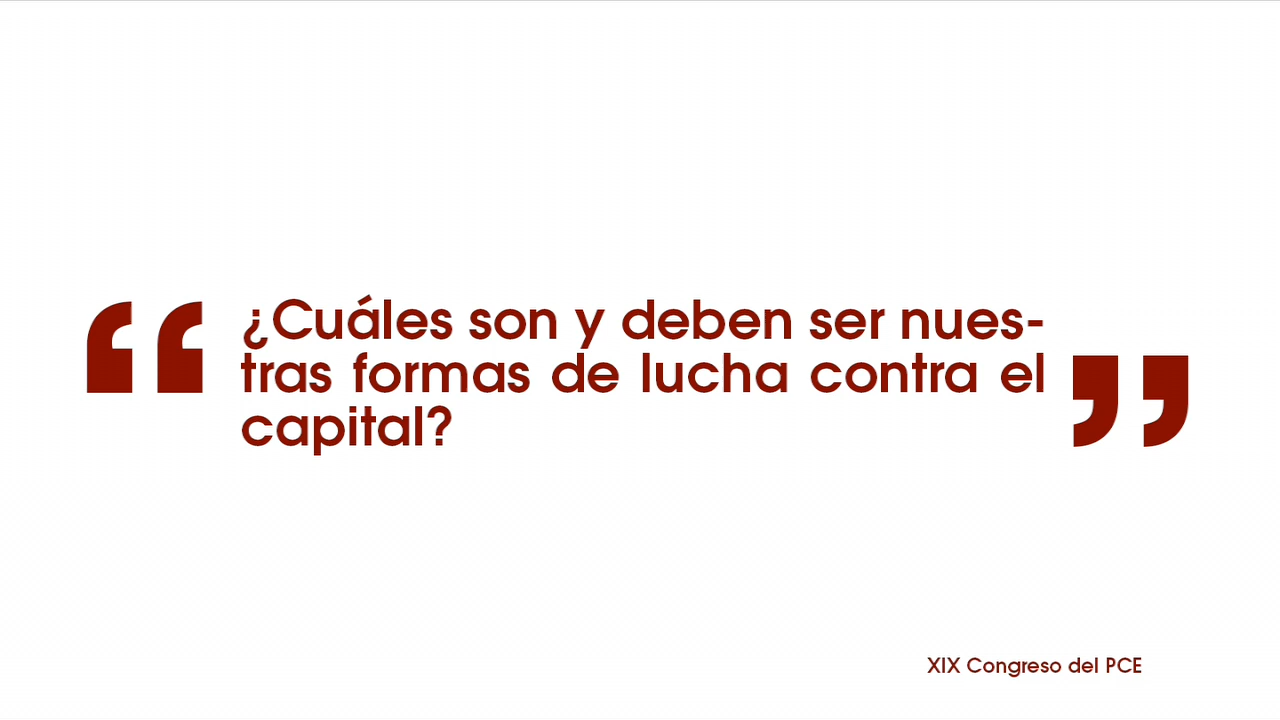 “¿Cuáles son y deben ser nues-
tras formas de lucha contra el
capital?”
XIX Congreso del PCE